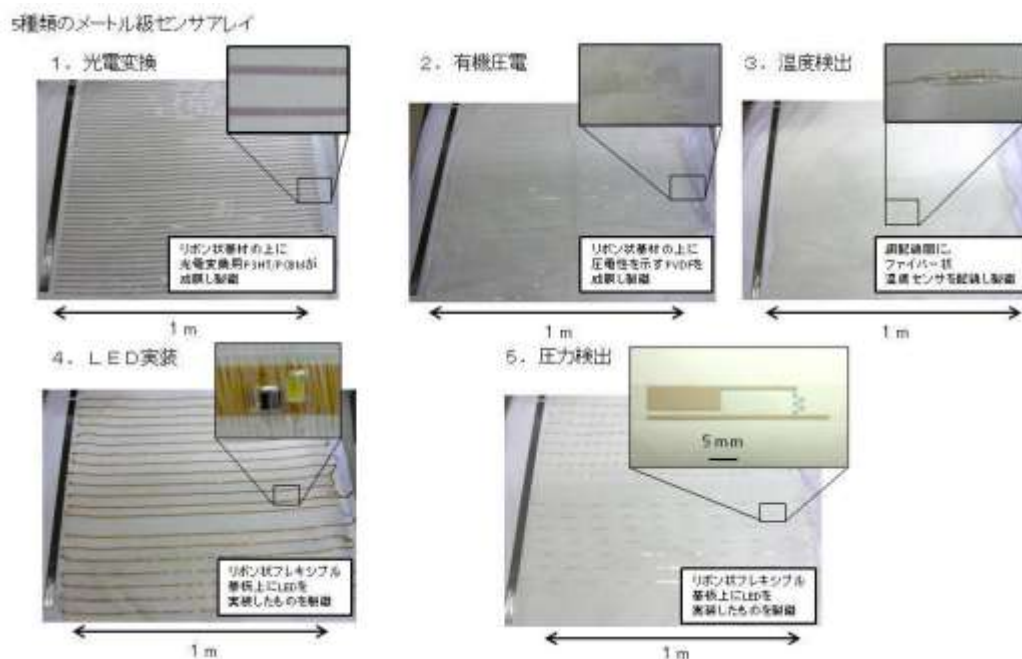 5種類のメートル級センサアレイ
1．光電変換
2．有機圧電
3．温度検出
リボン状基材の上に
光電変換用P3HT/PCBMが
成膜し製織
リボン状基材の上に
圧電性を示すPVDFを
成膜し製織
銅配線間に、
ファイバー状
温度センサを配織し製織
1m
1m
1m
4．LED実装
5．圧力検出
5mm
リボン状フレキシブル
基板上にLEDを
実装したものを製織
リボン状フレキシブル
基板上にLEDを
実装したものを製織
1m
1m